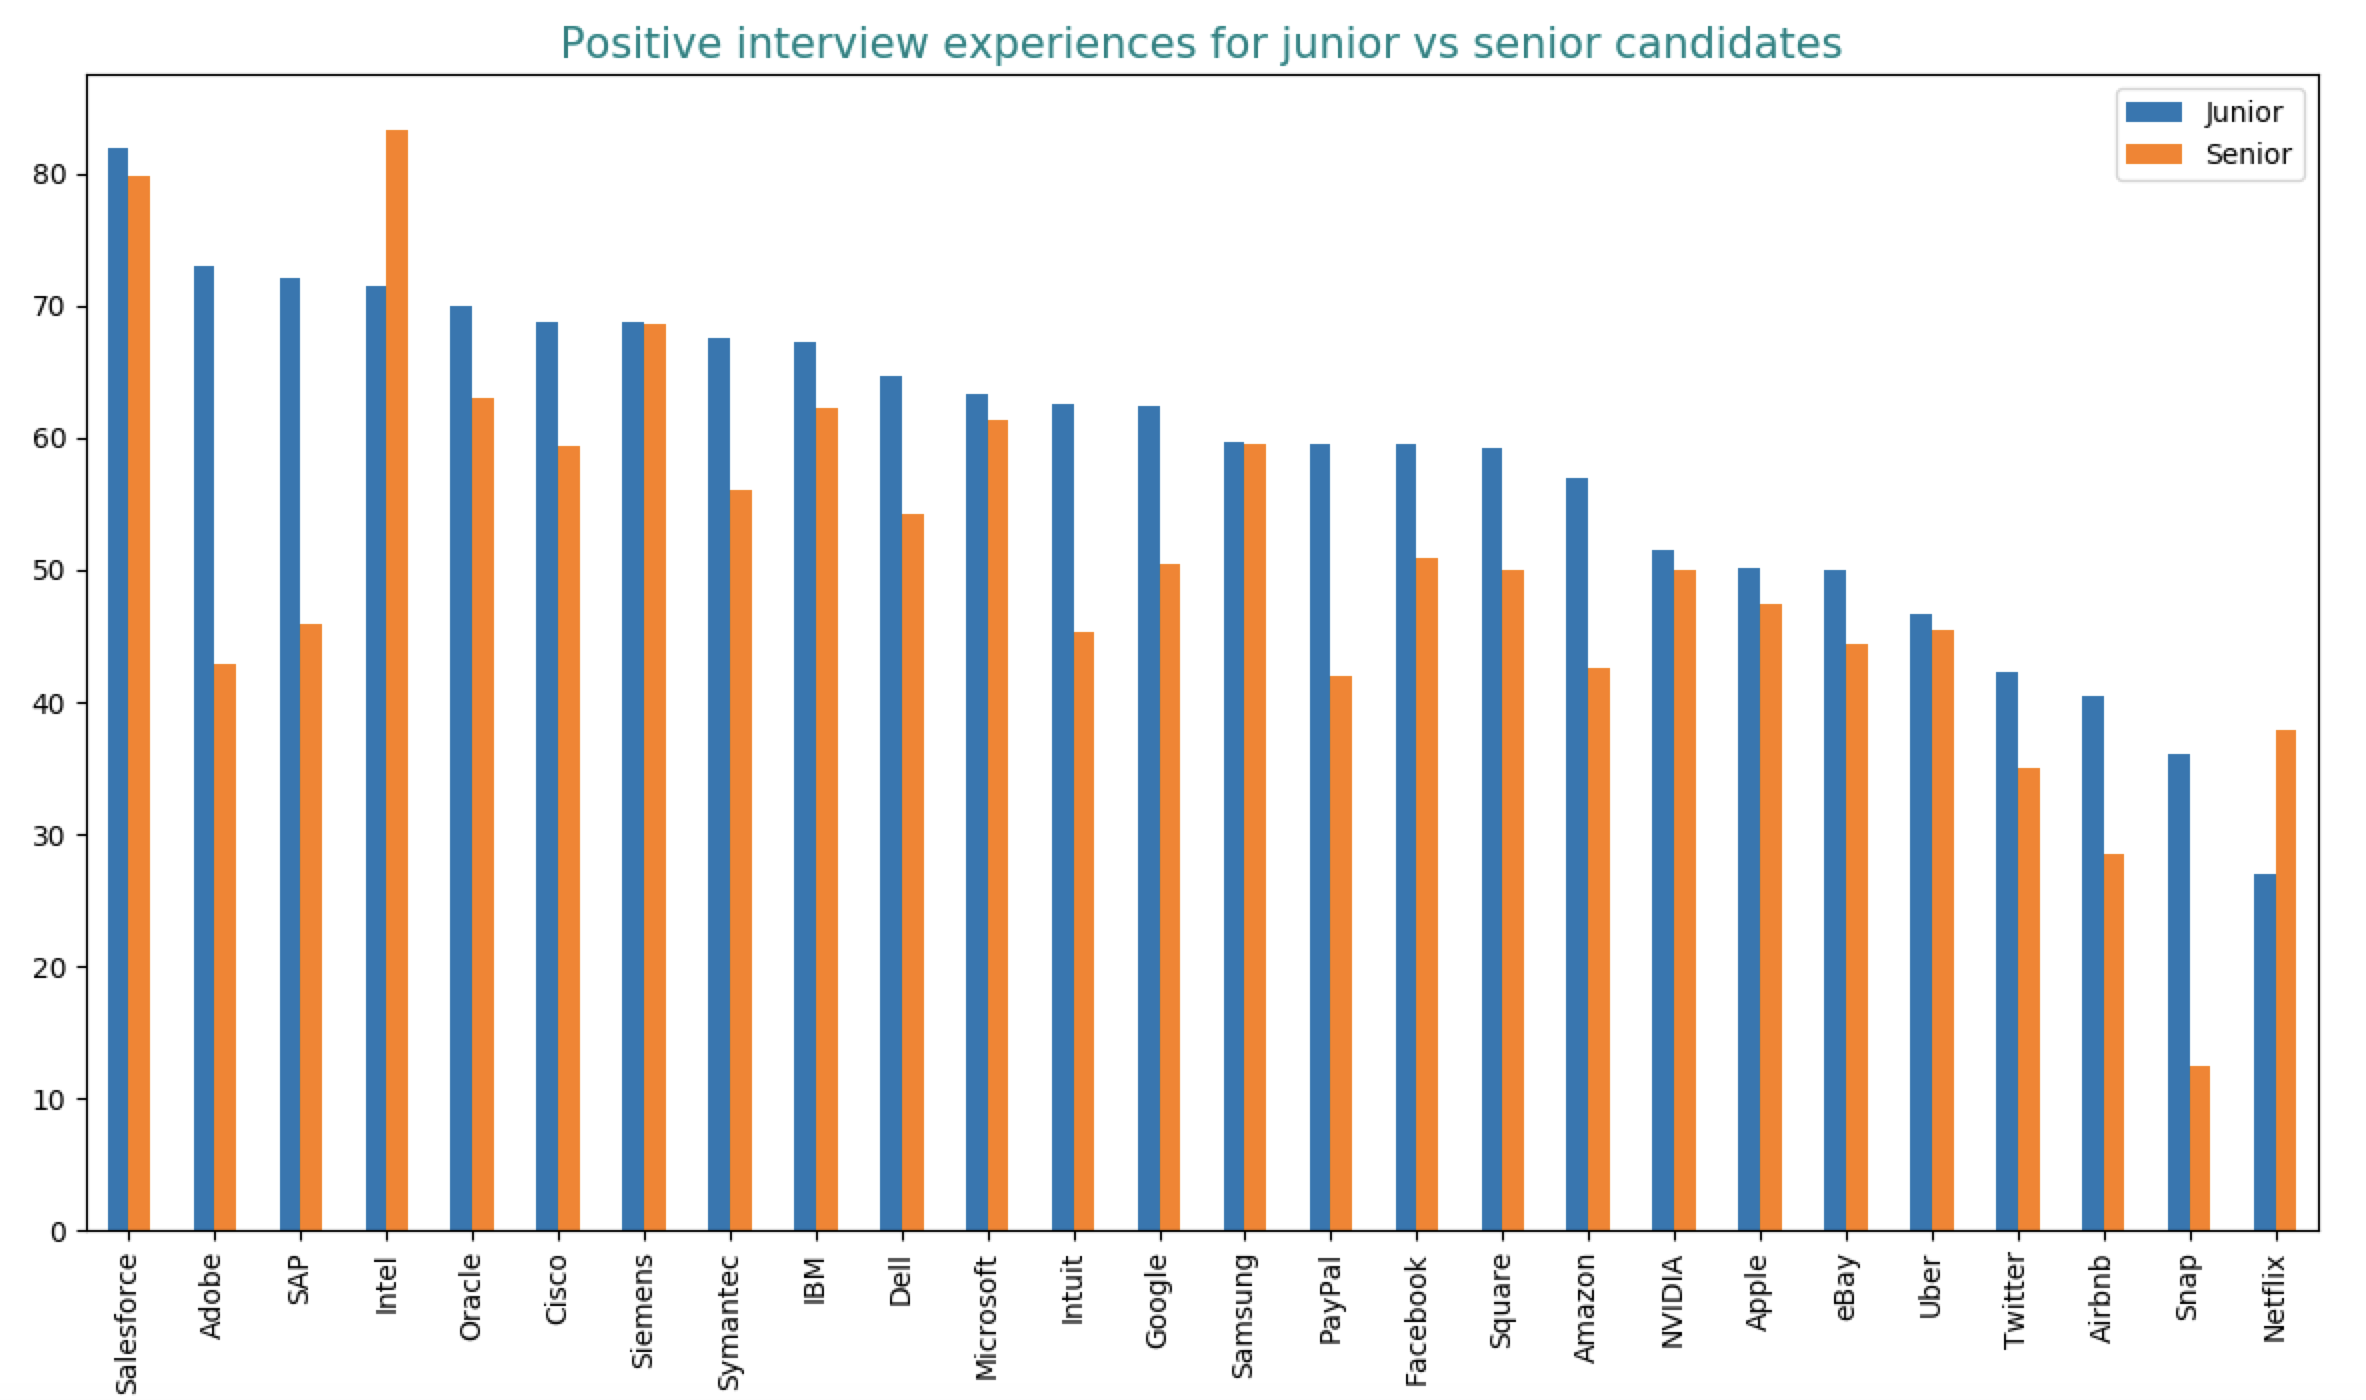 Positive interview experiences for junior vs senior candidates
Junior
Senior
80
70
60
50
40
30
20
10
0
Salesforce
Adobe
SAP
Intel
Oracle
Cisco
Siemens
Symantec
IBM
Dell
Microsoft
Intuit
Google
Samsung
PayPal
Facebook
Square
Amazon
NVIDIA
Apple
eBay
Uber
Twitter
Airbnb
Snap
Netflix